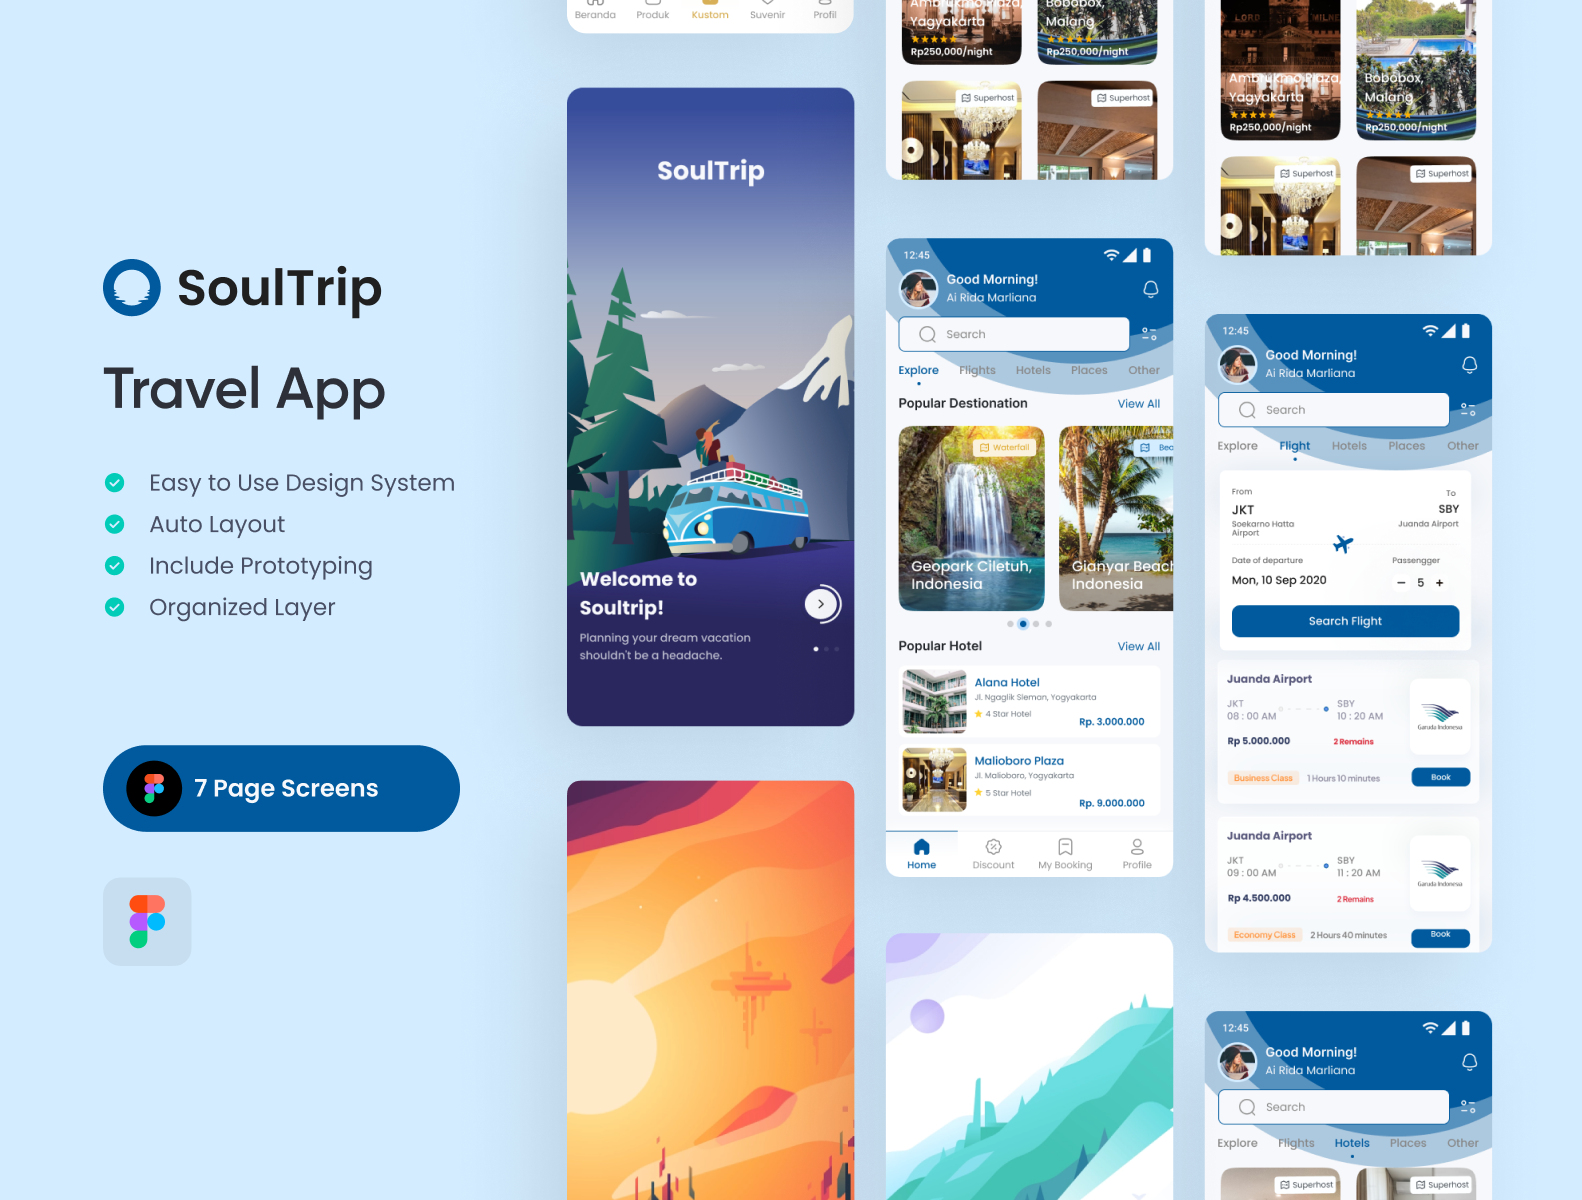 SoulTrip
Travel App
Easy to Use Design System
Auto Layout
Include Prototyping
Organized Layer
7 Page Screens
Beranda
Produk
Kustom
Suvenir
Profil
SoulTrip
Welcome to
Soultrip!
Planning your dream vacation
shouldn't be a headache.
Ambrukmo Plaza,
Yagyakarta
Rp250,000/night
Bobobox,
Malang
Rp250,000/night
Superhost
Superhost
12:45
Good Morning!
Ai Rida Marliana
Search
Explore
Flights
Hotels
Places
Other
Popular Destionation
View All
Waterfall
Bea
Geopark Ciletuh,
Indonesia
Gianyar Beach
Indonesia
Popular Hotel
View All
Alana Hotel
Jl. Ngaglik Sleman, Yogyakarta
4 Star Hotel
Rp. 3.000.000
Malioboro Plaza
Jl. Malioboro, Yogyakarta
5 Star Hotel
Rp. 9.000.000
Home
Discount
My Booking
Profile
LORD
MILNE
Ambrukmo Plaza,
Yagyakarta
Rp250,000/night
Bobobox,
Malang
Rp250,000/night
Superhost
Superhost
12:45
Good Morning!
Ai Rida Marliana
Search
Explore
Flight
Hotels
Places
Other
From
To
JKT
SBY
Soekarno Hatta
Airport
Juanda Airport
Date of departure
Passengger
Mon, 10 Sep 2020
– 5 +
Search Flight
Juanda Airport
JKT
SBY
08 : 00 AM
10 : 20 AM
Garuda Indonesia
Rp 5.000.000
2 Remains
Business Class
1 Hours 10 minutes
Book
Juanda Airport
JKT
SBY
09 : 00 AM
11 : 20 AM
Garuda Indonesia
Rp 4.500.000
2 Remains
Economy Class
2 Hours 40 minutes
Book
12:45
Good Morning!
Ai Rida Marliana
Search
Explore
Flights
Hotels
Places
Other
Superhost
Superhost